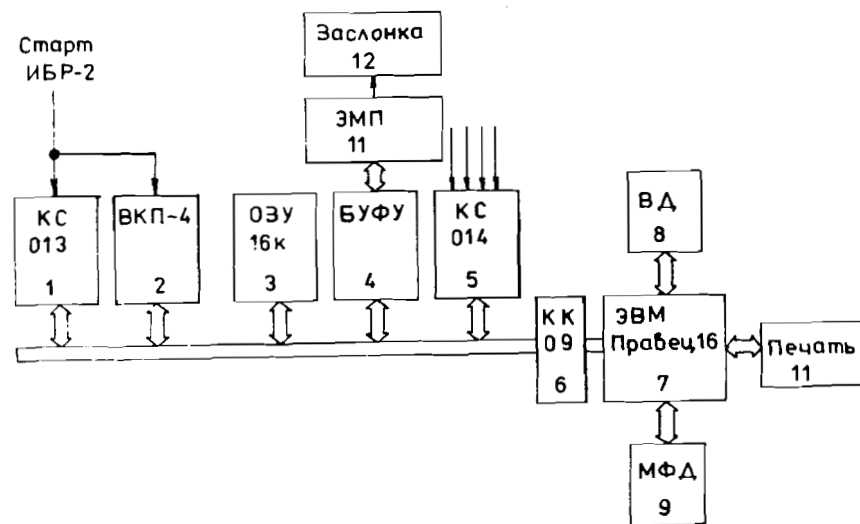 Старт
ИБР-2
Заслонка
12
ЭМП
11
КС
013
1
ВКП-4
2
ОЗУ
16к
3
БУФУ
4
КС
014
5
КК
09
6
ЭВМ
Правец16
7
ВД
8
Печать
11
МФД
9